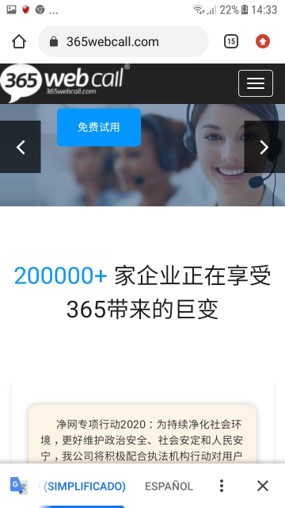 ... 22% 14:33
365webcall.com 15
365 webcall®
365webcall.com
免费试用
200000+ 家企业正在享受
365带来的巨变
净网专项行动2020：为持续净化社会环
境，更好维护政治安全、社会安定和人民安
宁，我公司将积极配合执法机构行动对用户
(SIMPLIFICADO) ESPAÑOL